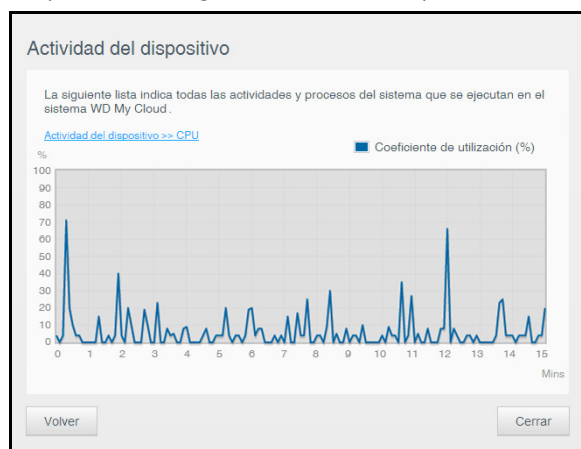 Actividad del dispositivo
La siguiente lista indica todas las actividades y procesos del sistema que se ejecutan en el
sistema WD My Cloud.
Actividad del dispositivo >> CPU
%
Coeficiente de utilización (%)
100
90
80
70
60
50
40
30
20
10
0
0 1 2 3 4 5 6 7 8 9 10 11 12 13 14 15
Mins
Volver
Cerrar